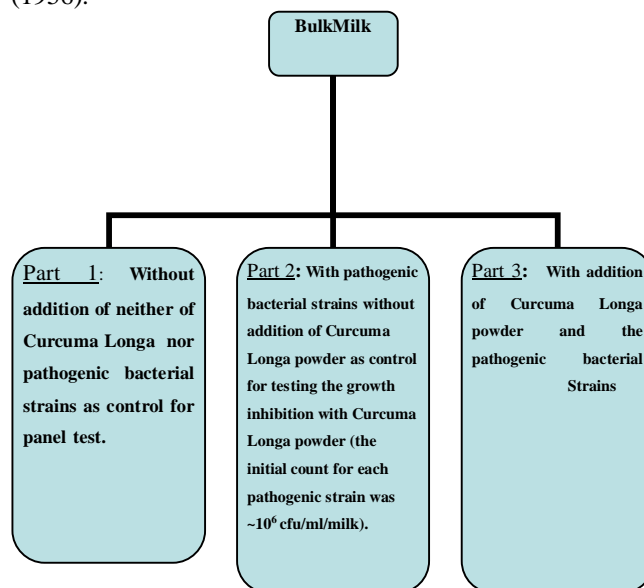 (1956).
BulkMilk
Part 1: Without
addition of neither of
Curcuma Longa nor
pathogenic bacterial
strains as control for
panel test.
Part 2: With pathogenic
bacterial strains without
addition of Curcuma
Longa powder as control
for testing the growth
inhibition with Curcuma
Longa powder (the
initial count for each
pathogenic strain was
~10⁶ cfu/ml/milk).
Part 3: With addition
of Curcuma Longa
powder and the
pathogenic bacterial
Strains